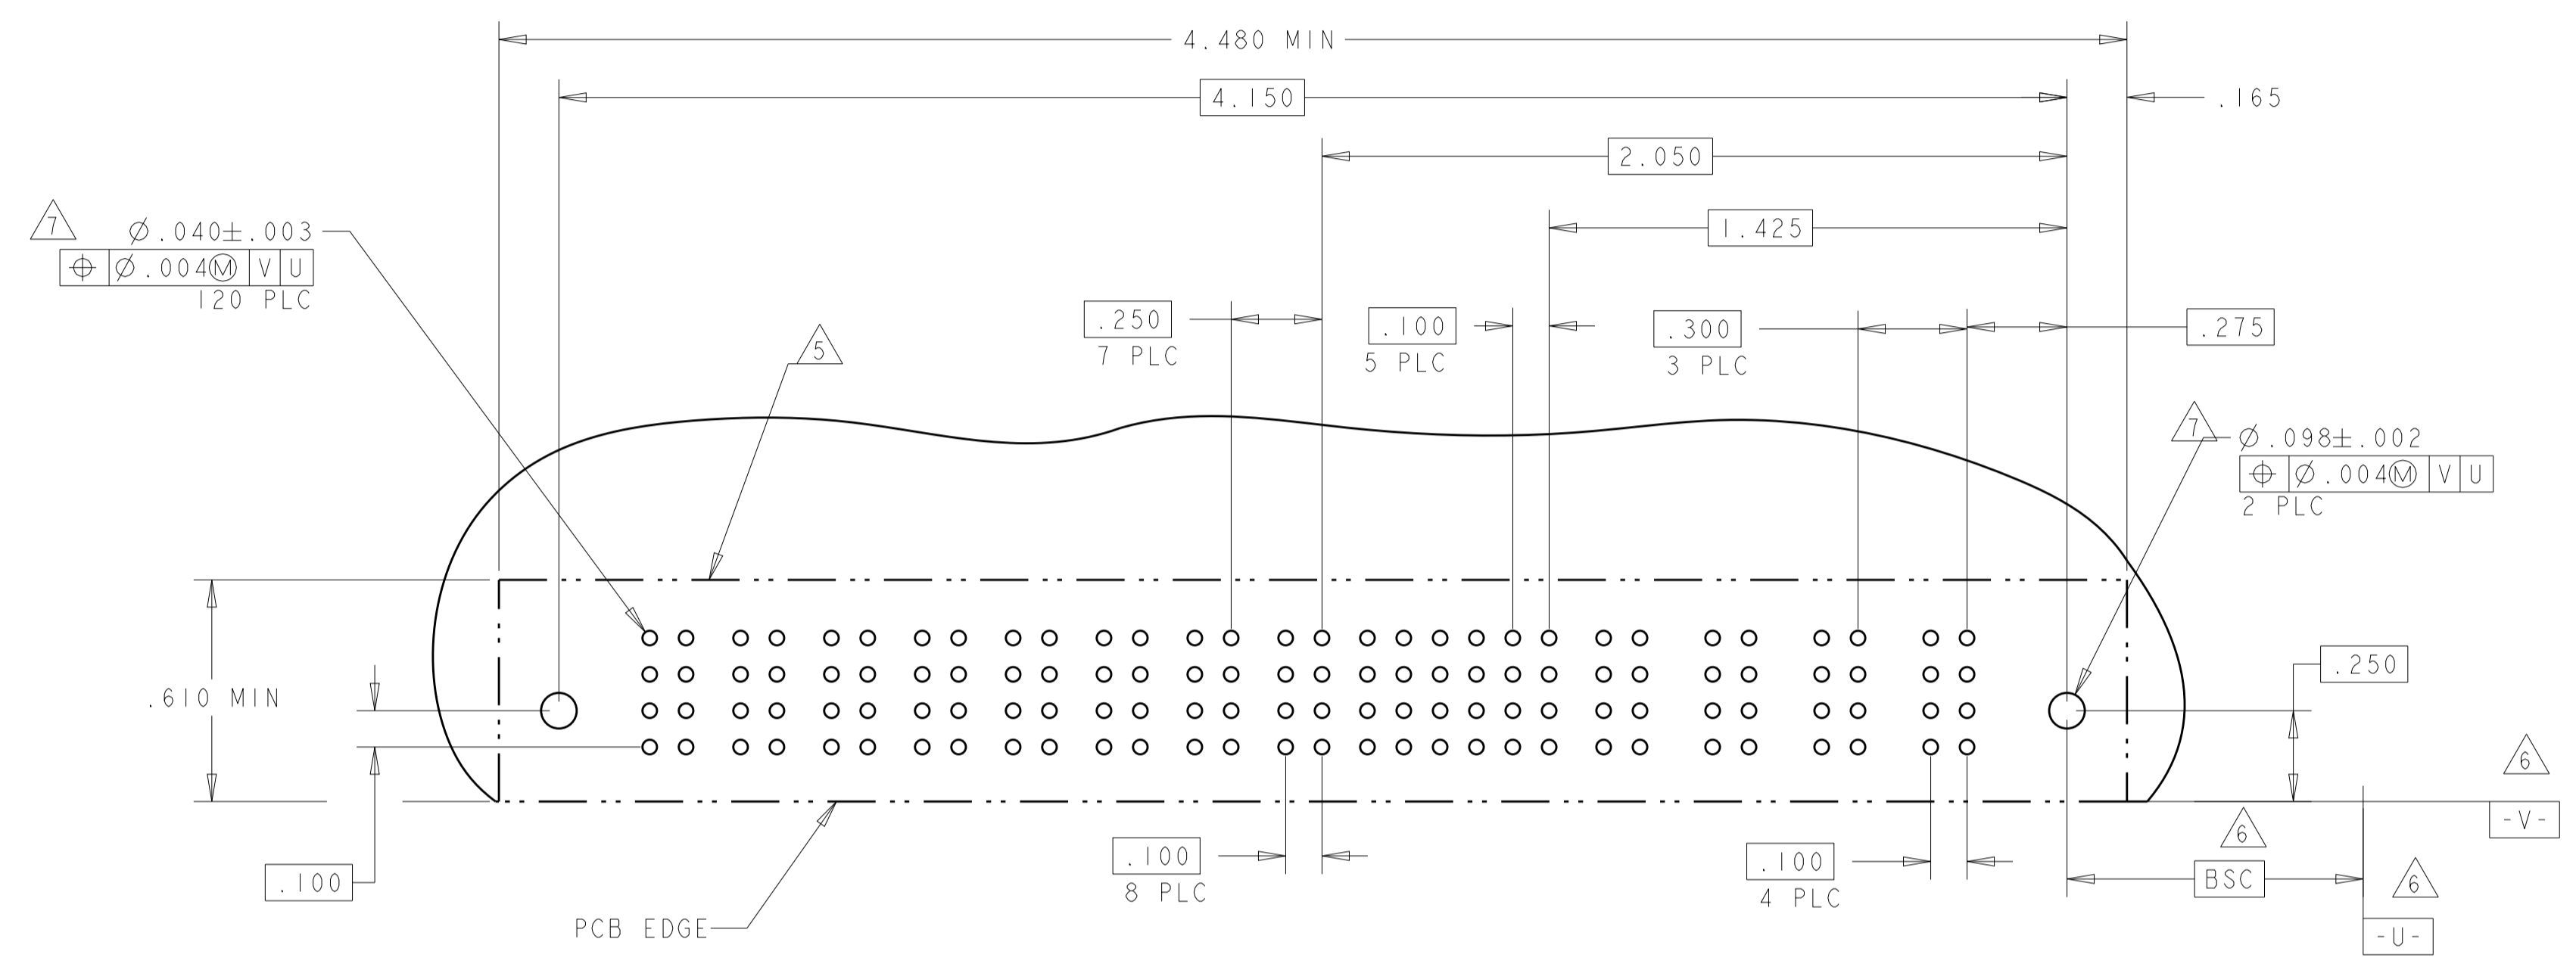 4.480 MIN
4.150
.165
2.050
7
Ø.040±.003
1.425
⌖ Ø.004Ⓜ V U
120 PLC
.250
7 PLC
.100
5 PLC
.300
3 PLC
.275
5
7
Ø.098±.002
⌖ Ø.004Ⓜ V U
2 PLC
.610 MIN
.250
6
-V-
6
.100
.100
8 PLC
.100
4 PLC
BSC
6
PCB EDGE
-U-